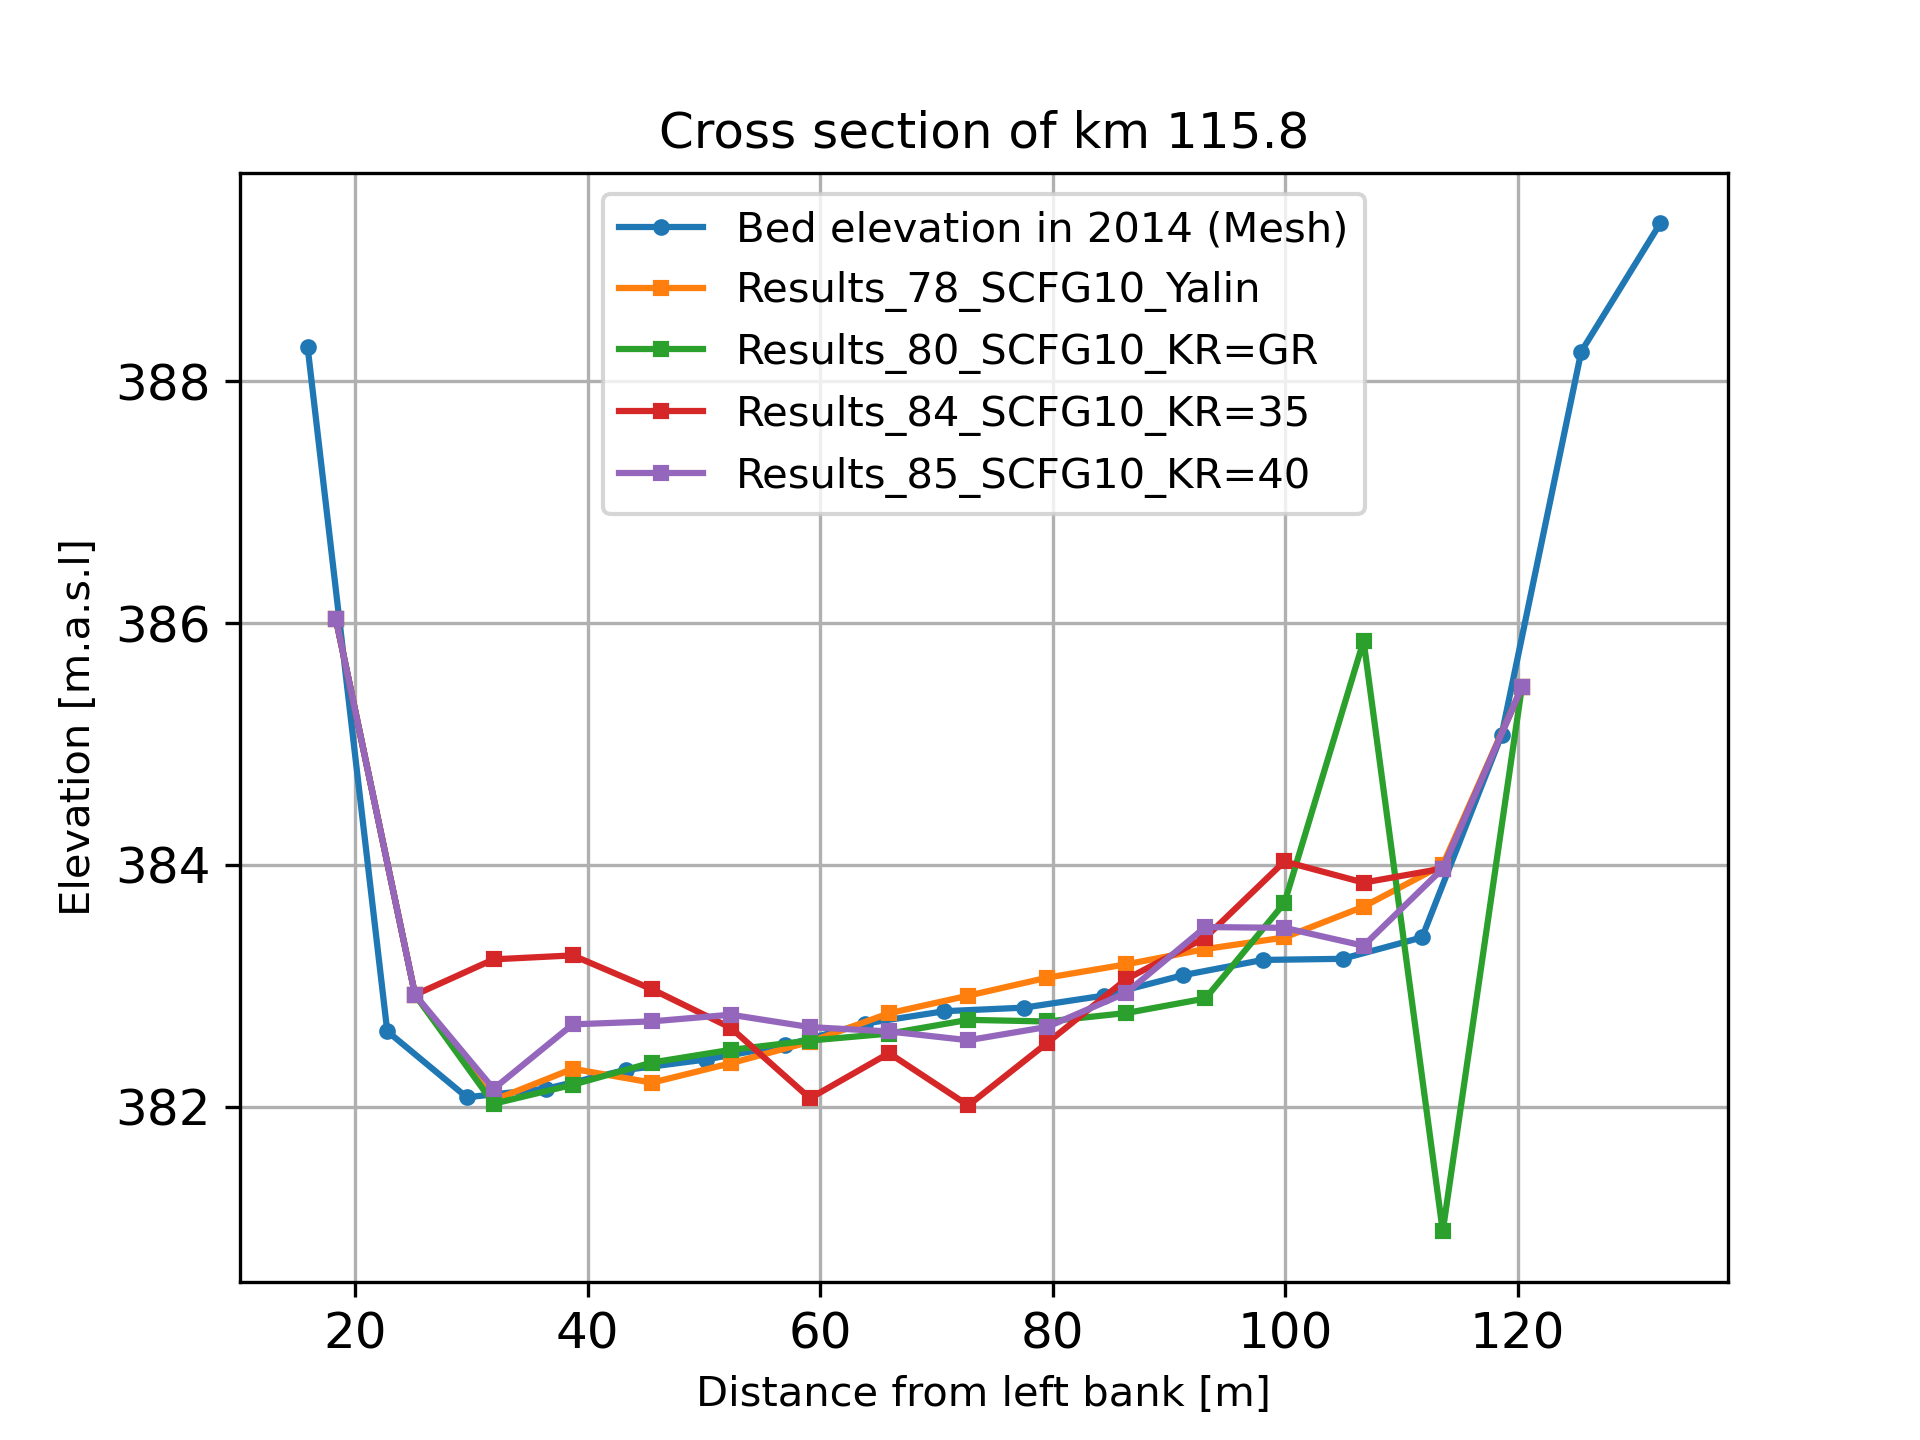 Cross section of km 115.8
Bed elevation in 2014 (Mesh)
Results_78_SCFG10_Yalin
Results_80_SCFG10_KR=GR
Results_84_SCFG10_KR=35
Results_85_SCFG10_KR=40
388
386
384
382
Elevation [m.a.s.l]
20 40 60 80 100 120
Distance from left bank [m]